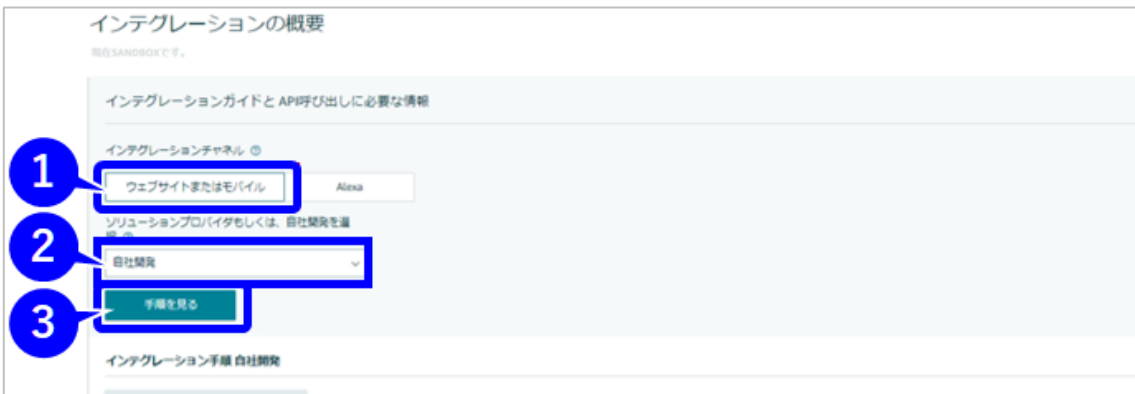 インテグレーションの概要
現在SANDBOXです。
インテグレーションガイドと API呼び出しに必要な情報
インテグレーションチャネル
1
ウェブサイトまたはモバイル
Alexa
ソリューションプロバイダもしくは、自社開発を選
択
2
自社開発
3
手順を見る
インテグレーション手順 自社開発